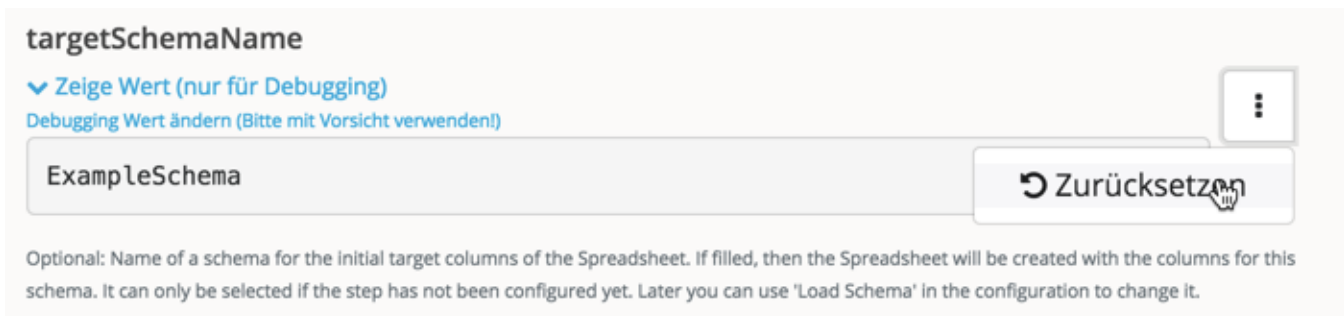 targetSchemaName
Zeige Wert (nur für Debugging)
Debugging Wert ändern (Bitte mit Vorsicht verwenden!)
ExampleSchema
Zurücksetzen
Optional: Name of a schema for the initial target columns of the Spreadsheet. If filled, then the Spreadsheet will be created with the columns for this
schema. It can only be selected if the step has not been configured yet. Later you can use 'Load Schema' in the configuration to change it.